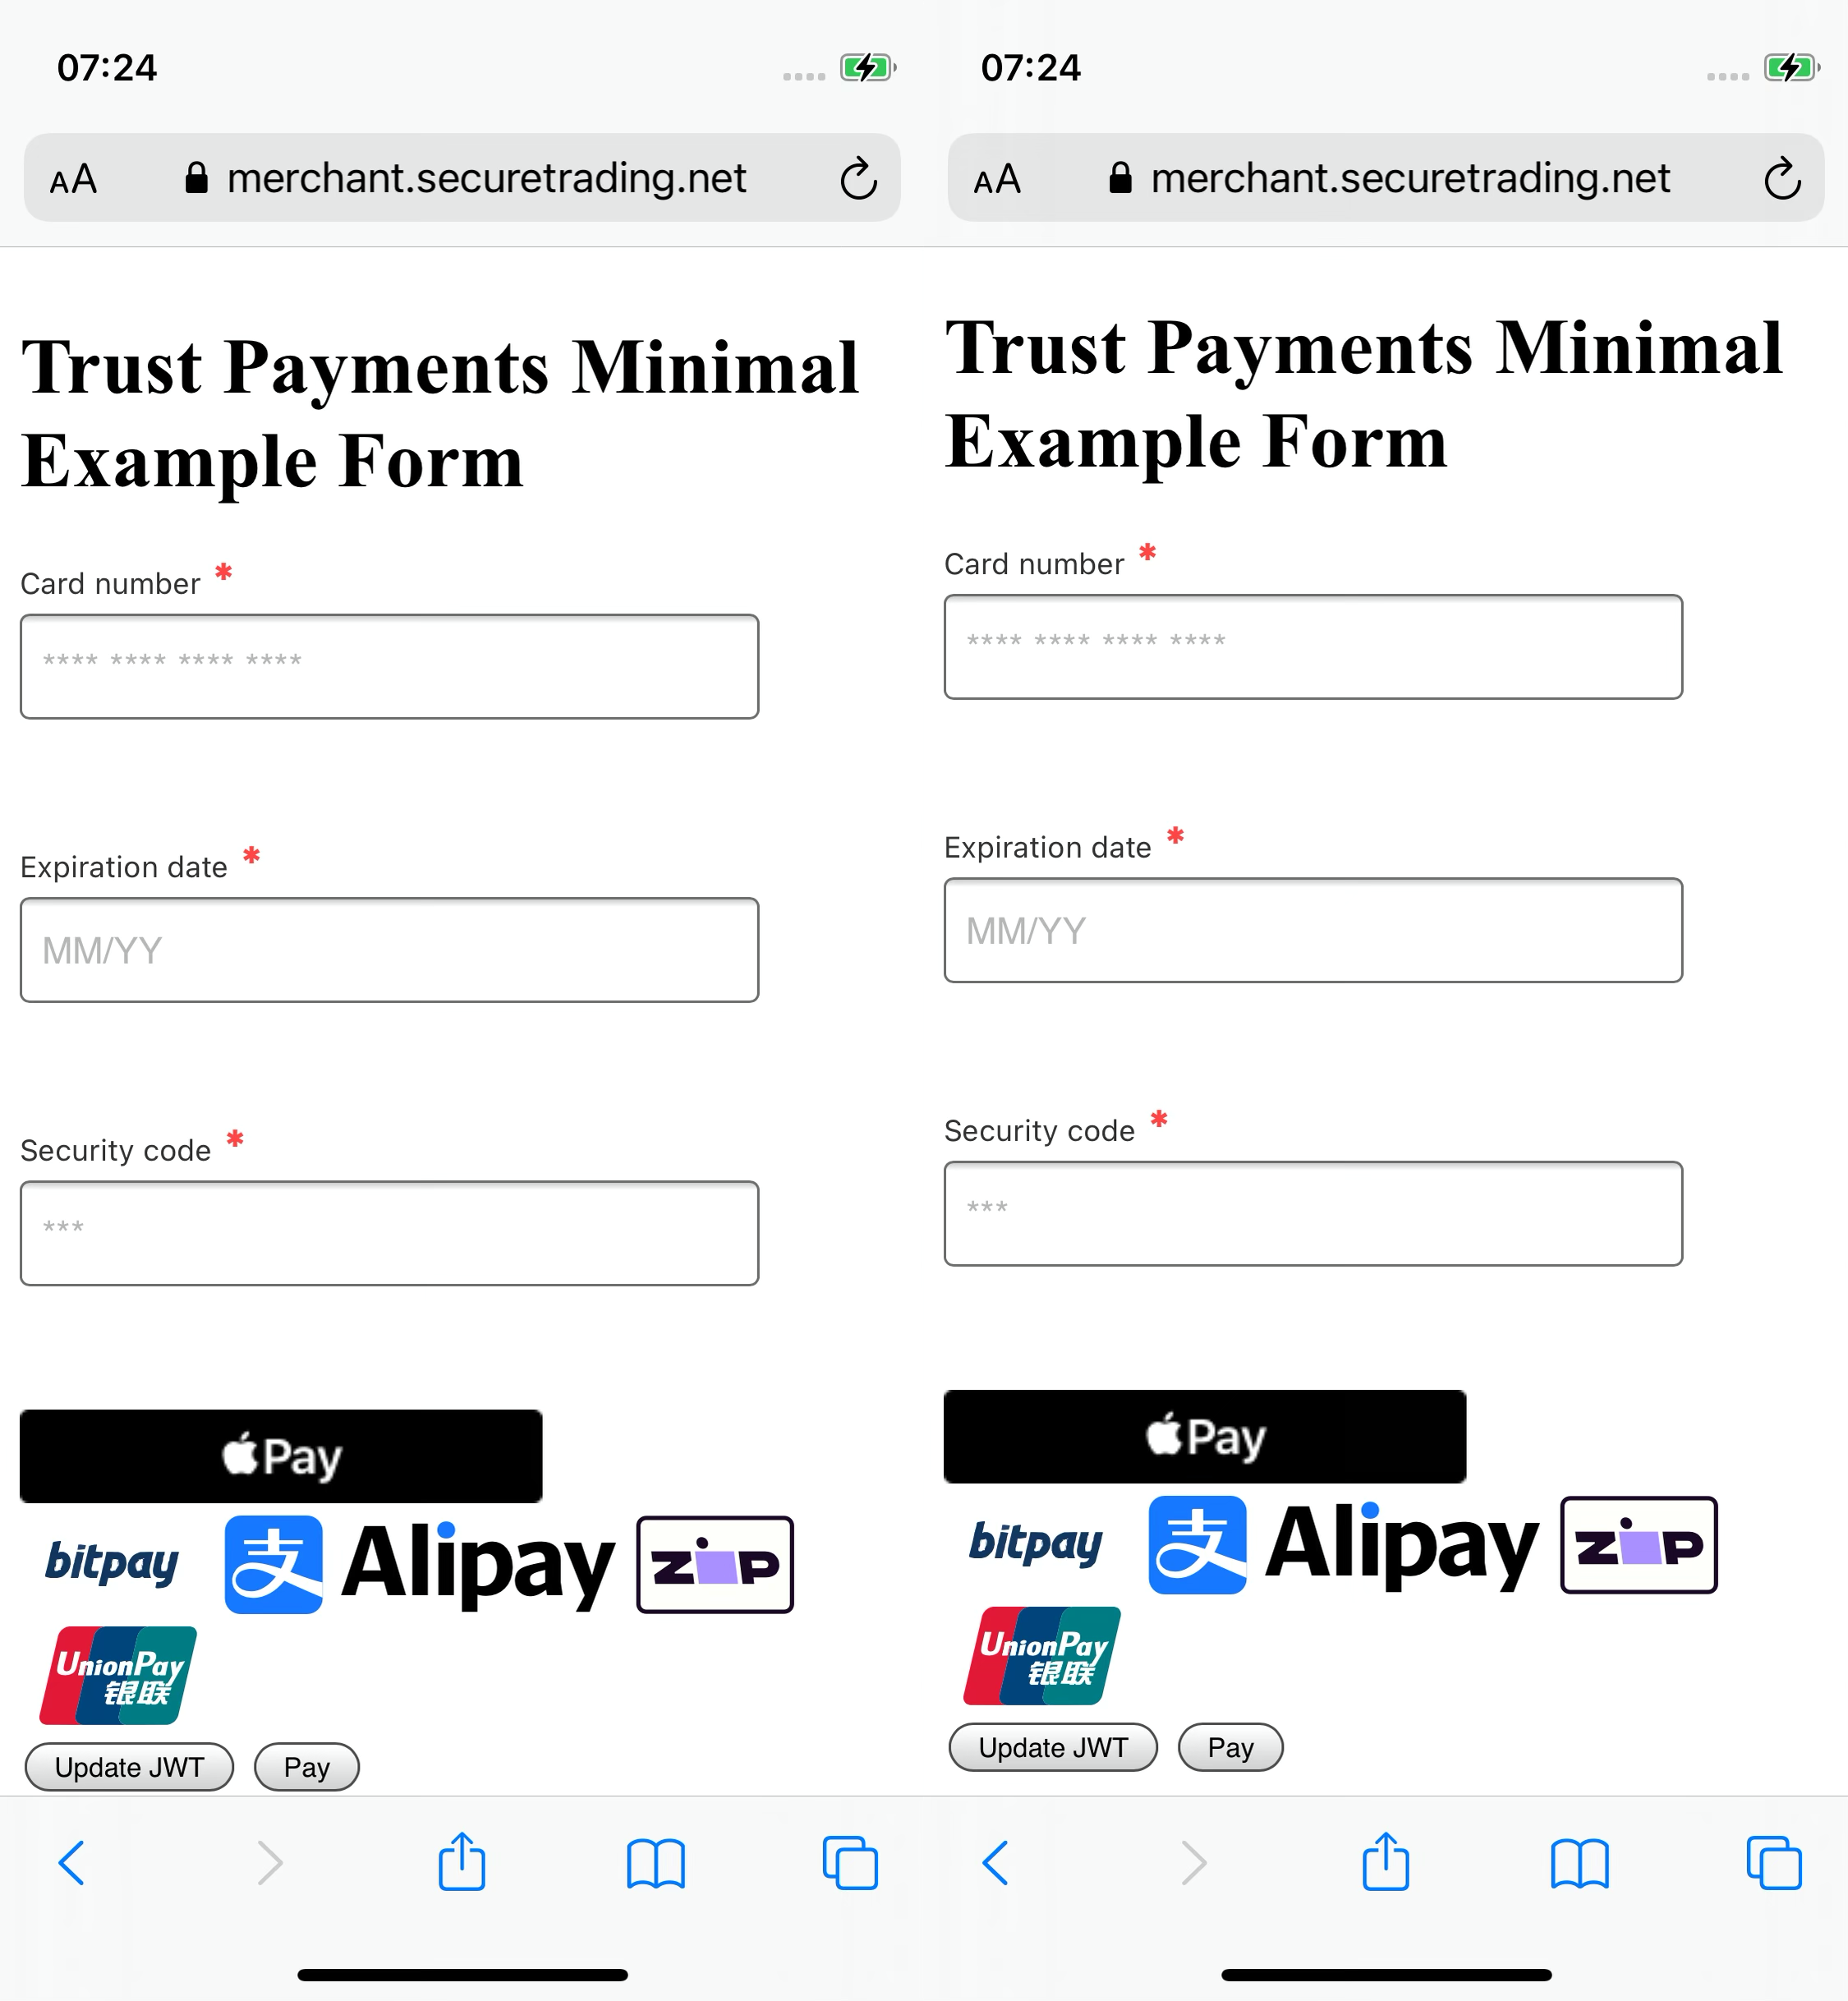 07:24
AA merchant.securetrading.net
Trust Payments Minimal
Example Form
Card number *
**** **** **** ****
Expiration date *
MM/YY
Security code *
***
Pay
bitpay 支 Alipay zip
UnionPay
银联
Update JWT Pay
07:24
AA merchant.securetrading.net
Trust Payments Minimal
Example Form
Card number *
**** **** **** ****
Expiration date *
MM/YY
Security code *
***
Pay
bitpay 支 Alipay zip
UnionPay
银联
Update JWT Pay